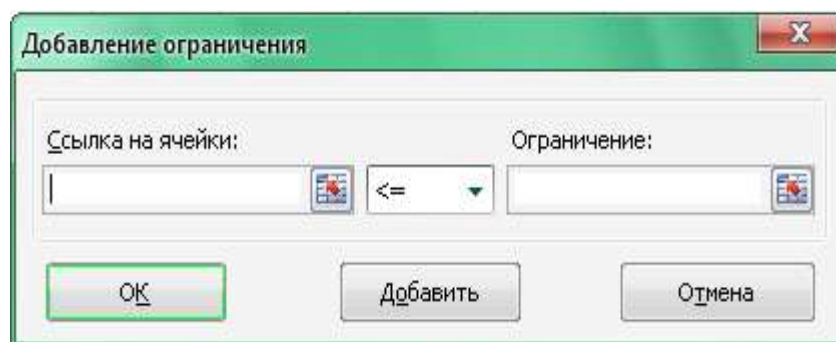 Добавление ограничения
Ссылка на ячейки:
Ограничение:
<=
ОК
Добавить
Отмена